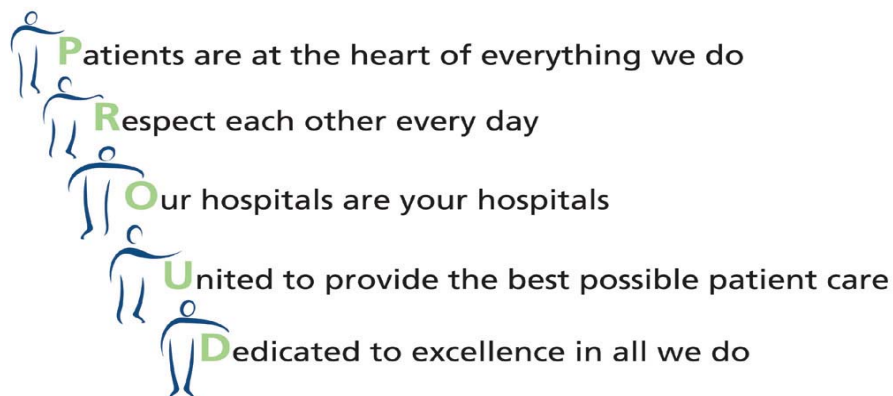 Patients are at the heart of everything we do
Respect each other every day
Our hospitals are your hospitals
United to provide the best possible patient care
Dedicated to excellence in all we do